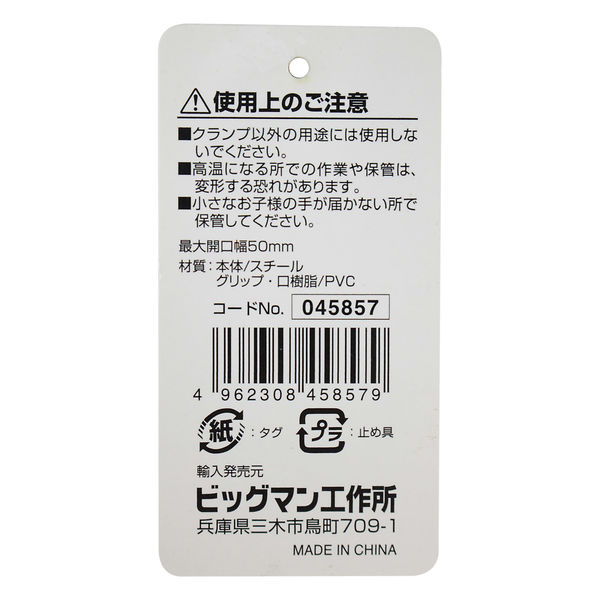 ⚠使用上のご注意
■クランプ以外の用途には使用しな
いでください。
■高温になる所での作業や保管は、
変形する恐れがあります。
■小さなお子様の手が届かない所で
保管してください。
最大開口幅50mm
材質：本体/スチール
グリップ・口樹脂/PVC
コードNo. 045857
4 962308 458579
紙：タグ プラ：止め具
輸入発売元
ビッグマン工作所
兵庫県三木市鳥町709-1
MADE IN CHINA